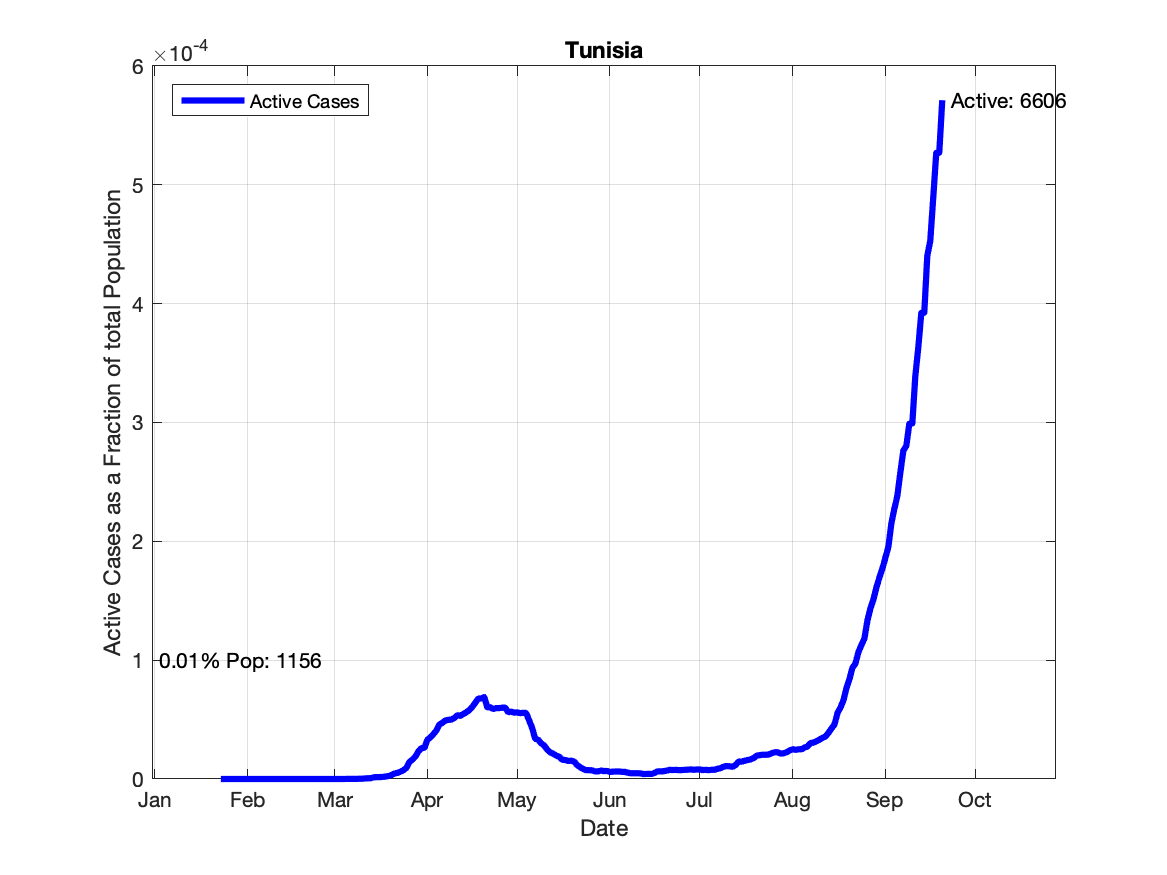 Tunisia
×10⁻⁴
6
Active Cases
Active: 6606
5
4
3
2
1
0.01% Pop: 1156
0
Active Cases as a Fraction of total Population
Jan Feb Mar Apr May Jun Jul Aug Sep Oct
Date